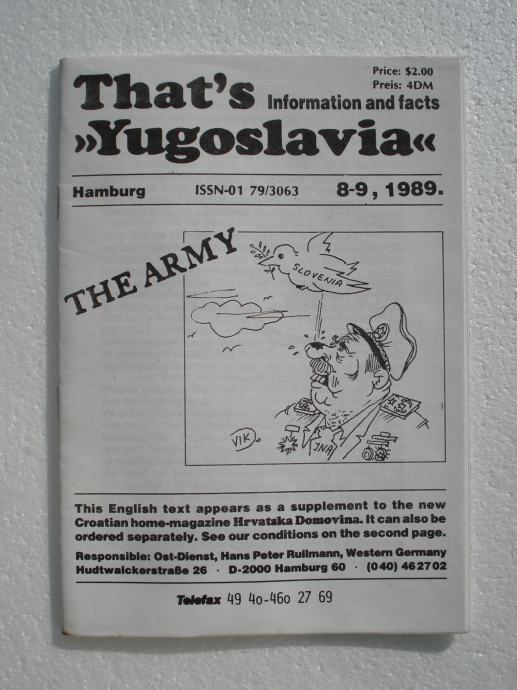 Price: $2.00
Preis: 4DM
That's
Information and facts
»Yugoslavia«
Hamburg ISSN-01 79/3063 8-9, 1989.
THE ARMY
SLOVENIA
VIK
JNA
This English text appears as a supplement to the new
Croatian home-magazine Hrvatska Domovina. It can also be
ordered separately. See our conditions on the second page.
Responsible: Ost-Dienst, Hans Peter Rullmann, Western Germany
Hudtwalckerstraße 26 · D-2000 Hamburg 60 · (040) 462702
Telefax 49 40-460 27 69